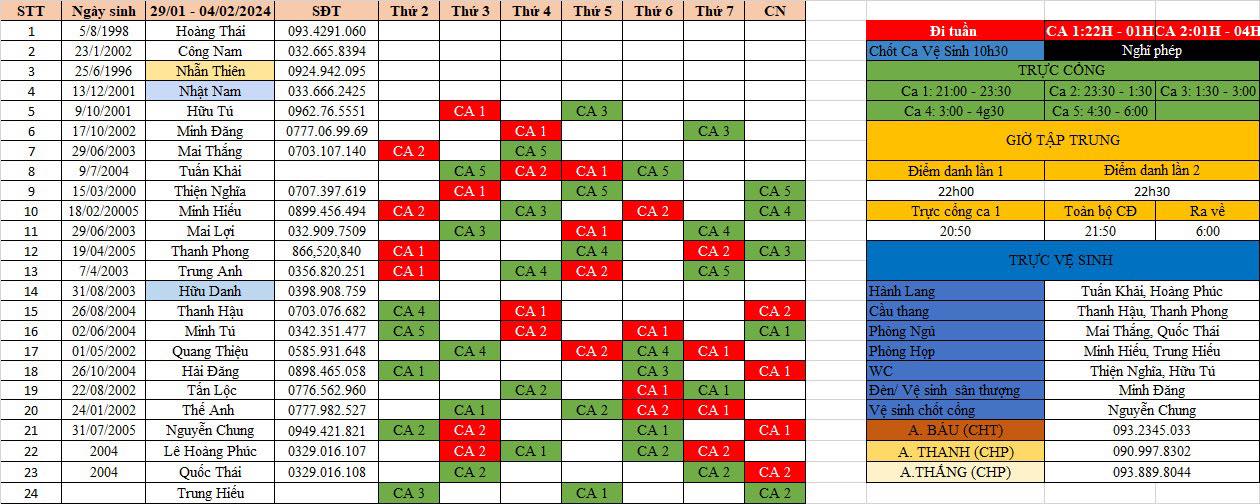 STT Ngày sinh 29/01 - 04/02/2024 SĐT Thứ 2 Thứ 3 Thứ 4 Thứ 5 Thứ 6 Thứ 7 CN
1 5/8/1998 Hoàng Thái 093.4291.060 Đi tuần CA 1:22H - 01H CA 2:01H - 04H
2 23/1/2002 Công Nam 032.665.8394 Chốt Ca Vệ Sinh 10h30 Nghĩ phép
3 25/6/1996 Nhẫn Thiên 0924.942.095 TRỰC CỔNG
4 13/12/2001 Nhật Nam 033.666.2425 Ca 1: 21:00 - 23:30 Ca 2: 23:30 - 1:30 Ca 3: 1:30 - 3:00
5 9/10/2001 Hữu Tú 0962.76.5551 CA 1 CA 3 Ca 4: 3:00 - 4g30 Ca 5: 4:30 - 6:00
6 17/10/2002 Minh Đăng 0777.06.99.69 CA 1 CA 3
GIỜ TẬP TRUNG
7 29/06/2003 Mai Thắng 0703.107.140 CA 2 CA 5
8 9/7/2004 Tuấn Khải CA 5 CA 2 CA 1 CA 5 Điểm danh lần 1 Điểm danh lần 2
9 15/03/2000 Thiện Nghĩa 0707.397.619 CA 1 CA 5 CA 5 22h00 22h30
10 18/02/20005 Minh Hiếu 0899.456.494 CA 2 CA 3 CA 2 CA 4 Trực cổng ca 1 Toàn bộ CĐ Ra về
11 29/06/2003 Mai Lợi 032.909.7509 CA 3 CA 1 CA 4 20:50 21:50 6:00
12 19/04/2005 Thanh Phong 866,520,840 CA 1 CA 4 CA 2 CA 3
TRỰC VỆ SINH
13 7/4/2003 Trung Anh 0356.820.251 CA 1 CA 4 CA 2 CA 5
14 31/08/2003 Hữu Danh 0398.908.759 Hành Lang Tuấn Khải, Hoàng Phúc
15 26/08/2004 Thanh Hậu 0703.076.682 CA 4 CA 1 CA 2 Cầu thang Thanh Hậu, Thanh Phong
16 02/06/2004 Minh Tú 0342.351.477 CA 5 CA 2 CA 1 CA 1 Phòng Ngủ Mai Thắng, Quốc Thái
17 01/05/2002 Quang Thiệu 0585.931.648 CA 4 CA 2 CA 4 CA 1 Phòng Họp Minh Hiếu, Trung Hiếu
18 26/10/2004 Hải Đăng 0898.465.058 CA 1 CA 3 CA 1 WC Thiện Nghĩa, Hữu Tú
19 22/08/2002 Tấn Lộc 0776.562.960 CA 2 CA 1 CA 1 Đèn/ Vệ sinh sân thượng Minh Đăng
20 24/01/2002 Thế Anh 0777.982.527 CA 1 CA 2 CA 2 CA 1 Vệ sinh chốt cổng Nguyễn Chung
21 31/07/2005 Nguyễn Chung 0949.421.821 CA 2 CA 2 CA 1 CA 1 A. BÁU (CHT) 093.2345.033
22 2004 Lê Hoàng Phúc 0329.016.107 CA 2 CA 1 CA 2 CA 2 A. THANH (CHP) 090.997.8302
23 2004 Quốc Thái 0329.016.108 CA 2 CA 2 CA 2 A.THẮNG (CHP) 093.889.8044
24 Trung Hiếu CA 3 CA 1 CA 2